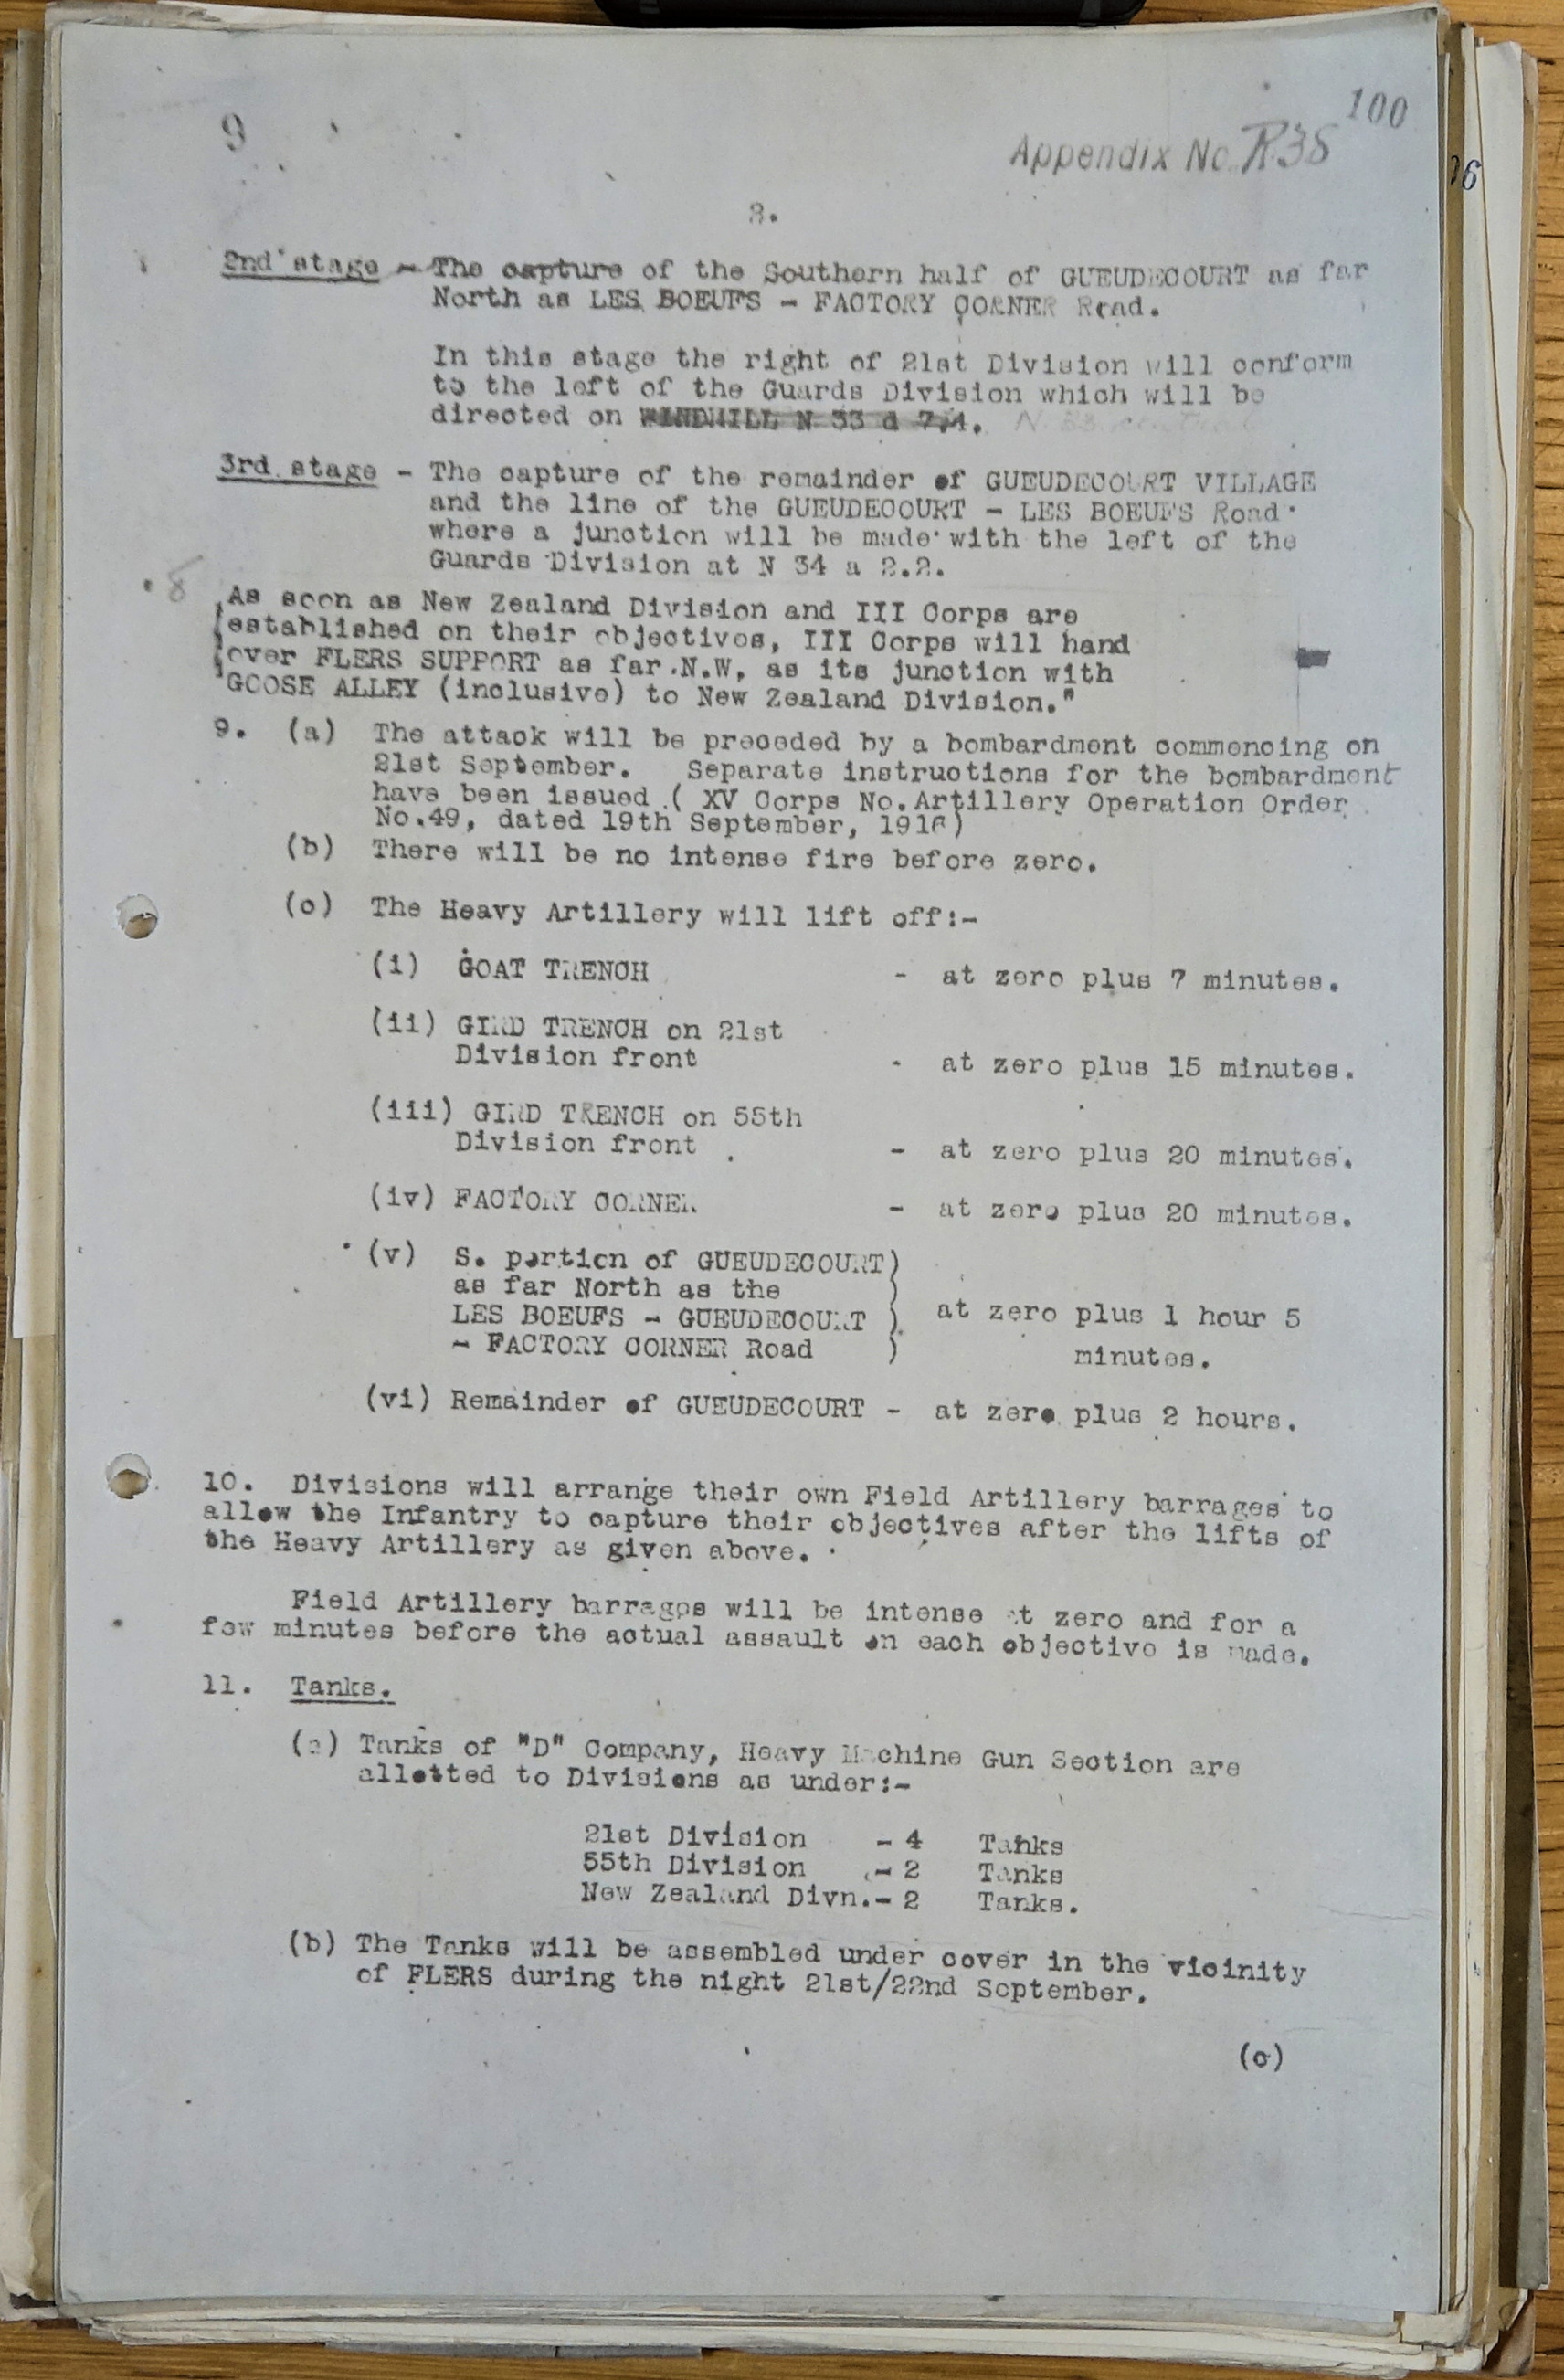 9
100
Appendix No. R38
16
2nd stage - The capture of the Southern half of GUEUDECOURT as far
North as LES BOEUFS - FACTORY CORNER Road.
In this stage the right of 21st Division will conform
to the left of the Guards Division which will be
directed on WINDMILL N 33 d 7.4. N 33 central
3rd stage - The capture of the remainder of GUEUDECOURT VILLAGE
and the line of the GUEUDECOURT - LES BOEUFS Road
where a junction will be made with the left of the
Guards Division at N 34 a 2.2.
8
As soon as New Zealand Division and III Corps are
established on their objectives, III Corps will hand
over FLERS SUPPORT as far N.W. as its junction with
GOOSE ALLEY (inclusive) to New Zealand Division."
9. (a) The attack will be preceded by a bombardment commencing on
21st September. Separate instructions for the bombardment
have been issued ( XV Corps No. Artillery Operation Order
No.49, dated 19th September, 1916)
(b) There will be no intense fire before zero.
(c) The Heavy Artillery will lift off:-
(i) GOAT TRENCH - at zero plus 7 minutes.
(ii) GIRD TRENCH on 21st
Division front - at zero plus 15 minutes.
(iii) GIRD TRENCH on 55th
Division front - at zero plus 20 minutes.
(iv) FACTORY CORNER - at zero plus 20 minutes.
(v) S. portion of GUEUDECOURT)
as far North as the )
LES BOEUFS - GUEUDECOURT ) at zero plus 1 hour 5
- FACTORY CORNER Road ) minutes.
(vi) Remainder of GUEUDECOURT - at zero plus 2 hours.
10. Divisions will arrange their own Field Artillery barrages to
allow the Infantry to capture their objectives after the lifts of
the Heavy Artillery as given above.
Field Artillery barrages will be intense at zero and for a
few minutes before the actual assault on each objective is made.
11. Tanks.
(a) Tanks of "D" Company, Heavy Machine Gun Section are
allotted to Divisions as under:-
21st Division - 4 Tanks
55th Division - 2 Tanks
New Zealand Divn.- 2 Tanks.
(b) The Tanks will be assembled under cover in the vicinity
of FLERS during the night 21st/22nd September.
(c)